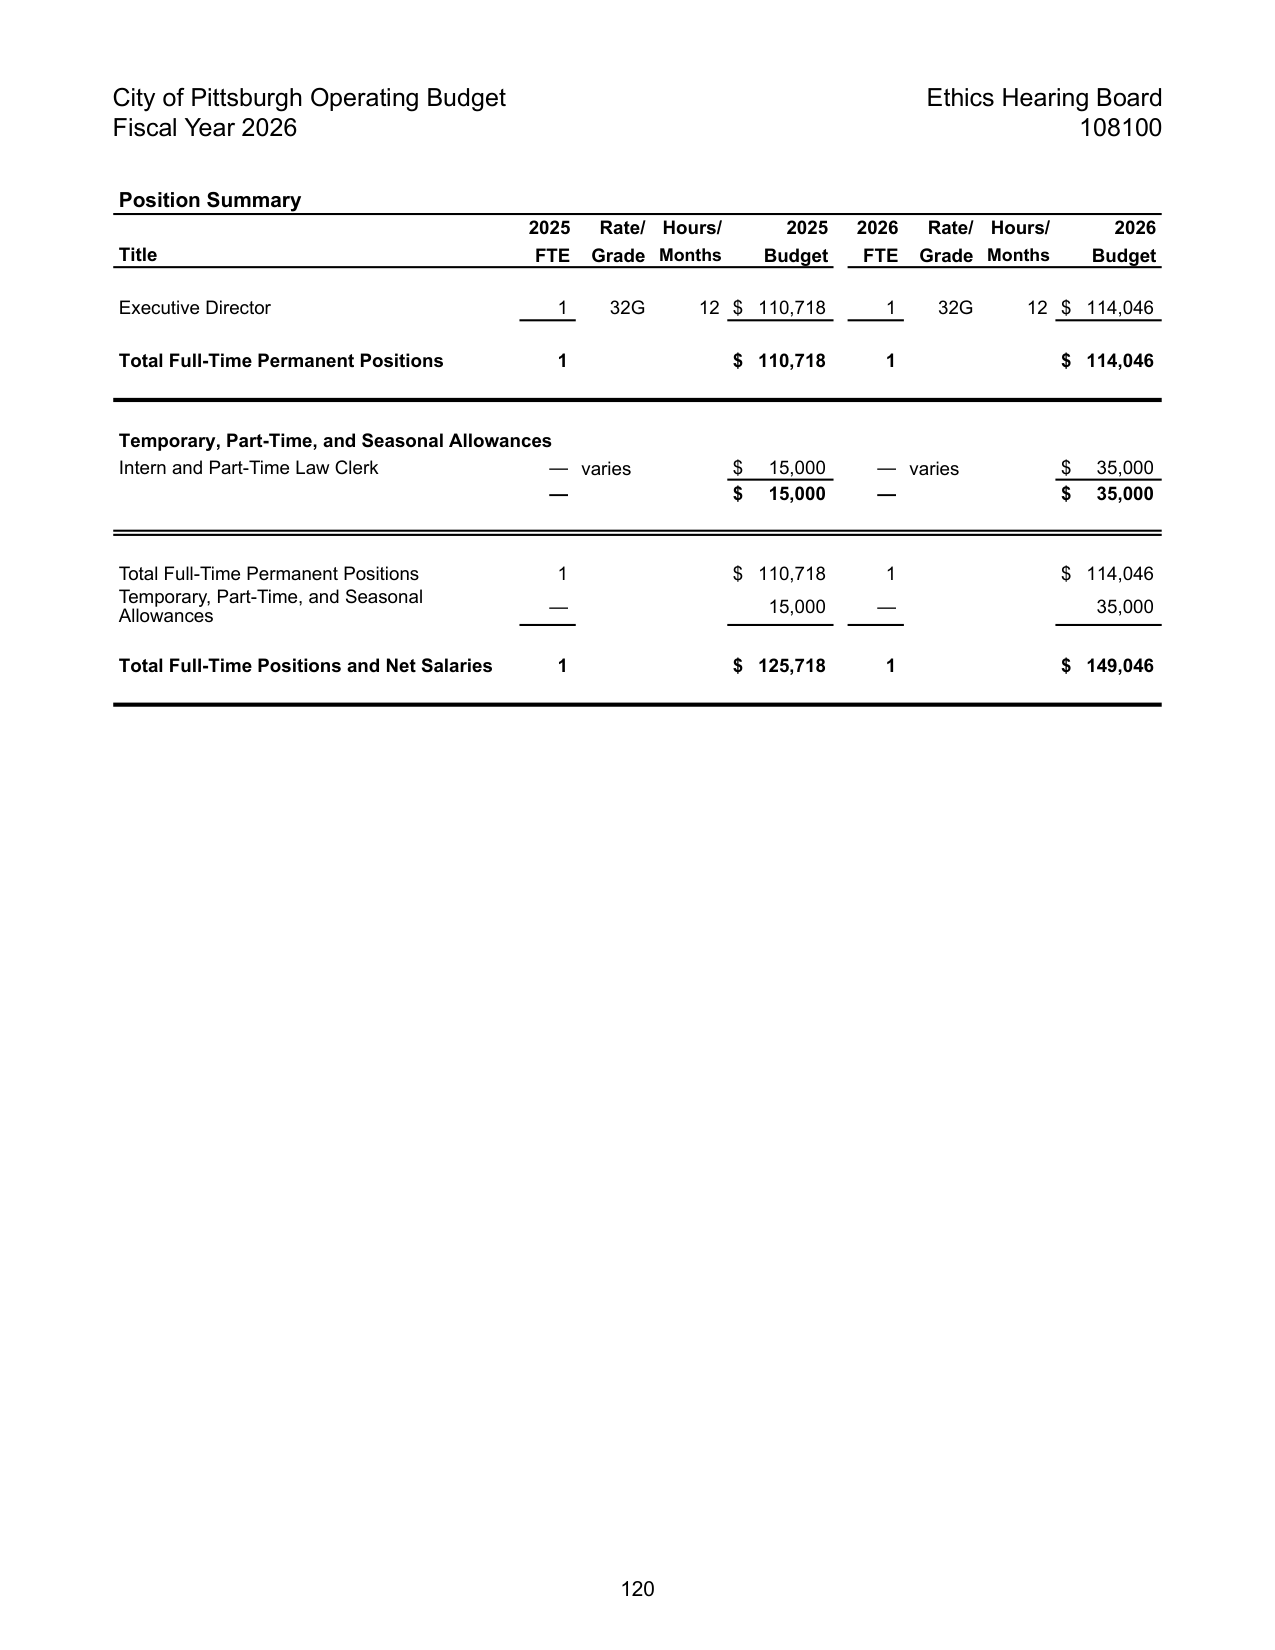 City of Pittsburgh Operating Budget Ethics Hearing Board
Fiscal Year 2026 108100
Position Summary
2025 Rate/ Hours/ 2025 2026 Rate/ Hours/ 2026
Title FTE Grade Months Budget FTE Grade Months Budget
Executive Director 1 32G 12 $ 110,718 1 32G 12 $ 114,046
Total Full-Time Permanent Positions 1 $ 110,718 1 $ 114,046
Temporary, Part-Time, and Seasonal Allowances
Intern and Part-Time Law Clerk — varies $ 15,000 — varies $ 35,000
— $ 15,000 — $ 35,000
Total Full-Time Permanent Positions 1 $ 110,718 1 $ 114,046
Temporary, Part-Time, and Seasonal
Allowances — 15,000 — 35,000
Total Full-Time Positions and Net Salaries 1 $ 125,718 1 $ 149,046
120